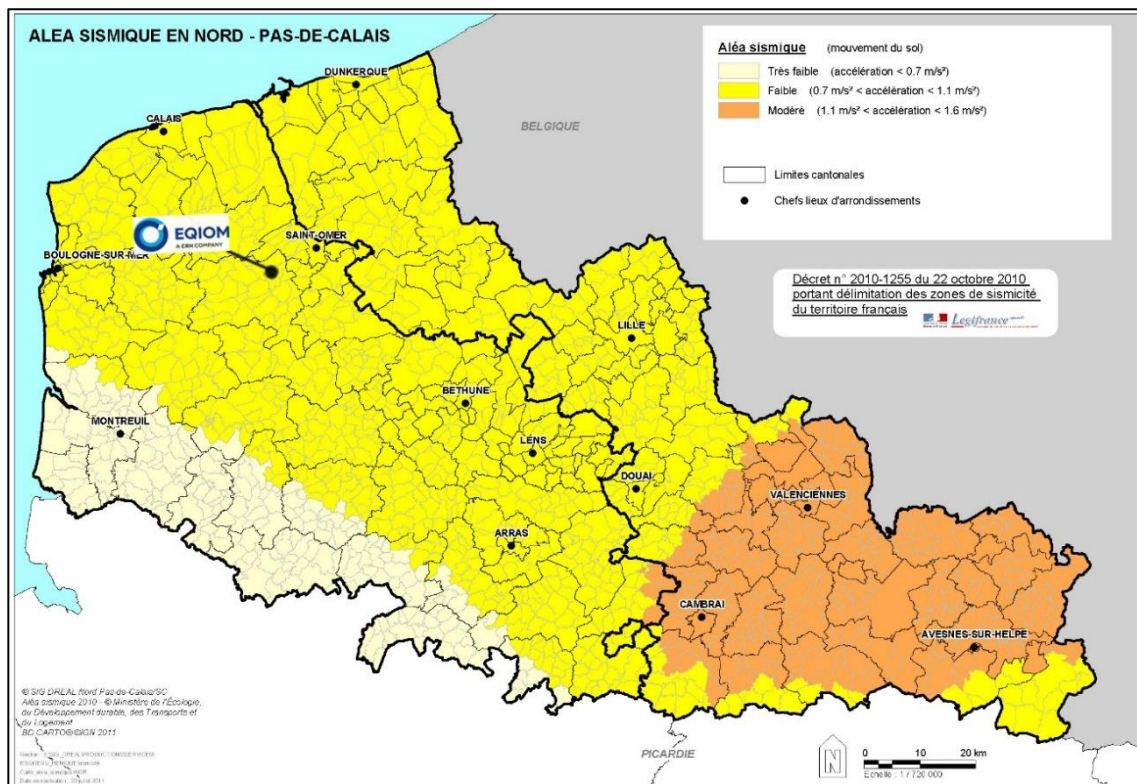 ALEA SISMIQUE EN NORD - PAS-DE-CALAIS
Aléa sismique (mouvement du sol)
Très faible (accélération < 0.7 m/s²)
Faible (0.7 m/s² < accélération < 1.1 m/s²)
Modéré (1.1 m/s² < accélération < 1.6 m/s²)
Limites cantonales
Chefs lieux d'arrondissements
Décret n° 2010-1255 du 22 octobre 2010
portant délimitation des zones de sismicité
du territoire français
Legifrance
DUNKERQUE
CALAIS
BELGIQUE
EQIOM
A CRH COMPANY
SAINT-OMER
BOULOGNE-SUR-MER
LILLE
BETHUNE
MONTREUIL
LENS
DOUAI
VALENCIENNES
ARRAS
CAMBRAI
AVESNES-SUR-HELPE
© SIG DREAL Nord Pas-de-Calais/SC
Aléa sismique 2010 - © Ministère de l'Écologie,
du Développement durable, des Transports et
du Logement
BD CARTO®©IGN 2011
PICARDIE
N
0 10 20 km
Echelle : 1 / 720 000